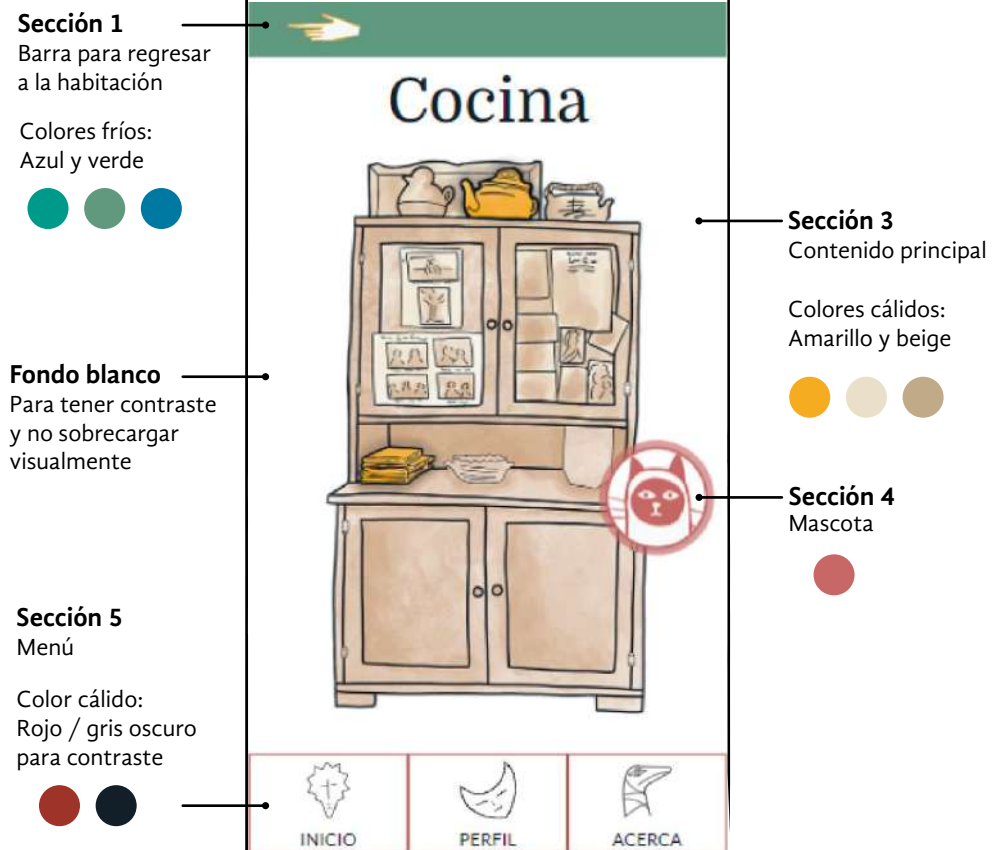 Sección 1
Barra para regresar
a la habitación
Colores fríos:
Azul y verde
Fondo blanco
Para tener contraste
y no sobrecargar
visualmente
Sección 5
Menú
Color cálido:
Rojo / gris oscuro
para contraste
Cocina
INICIO
PERFIL
ACERCA
Sección 3
Contenido principal
Colores cálidos:
Amarillo y beige
Sección 4
Mascota